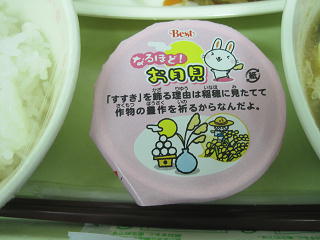 Best
なるほど!
お月見
「すすき」を飾る理由は稲穂に見たてて
作物の豊作を祈るからなんだよ。
紙